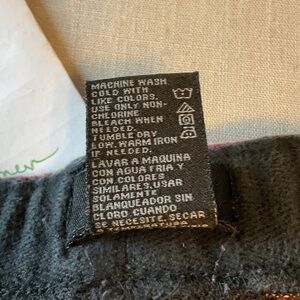 MACHINE WASH
COLD WITH
LIKE COLORS.
USE ONLY NON-
CHLORINE
BLEACH WHEN
NEEDED.
TUMBLE DRY
LOW. WARM IRON
IF NEEDED.
LAVAR A MAQUINA
CON AGUA FRIA Y
CON COLORES
SIMILARES. USAR
SOLAMENTE
BLANQUEADOR SIN
CLORO CUANDO
SE NECESITE. SECAR